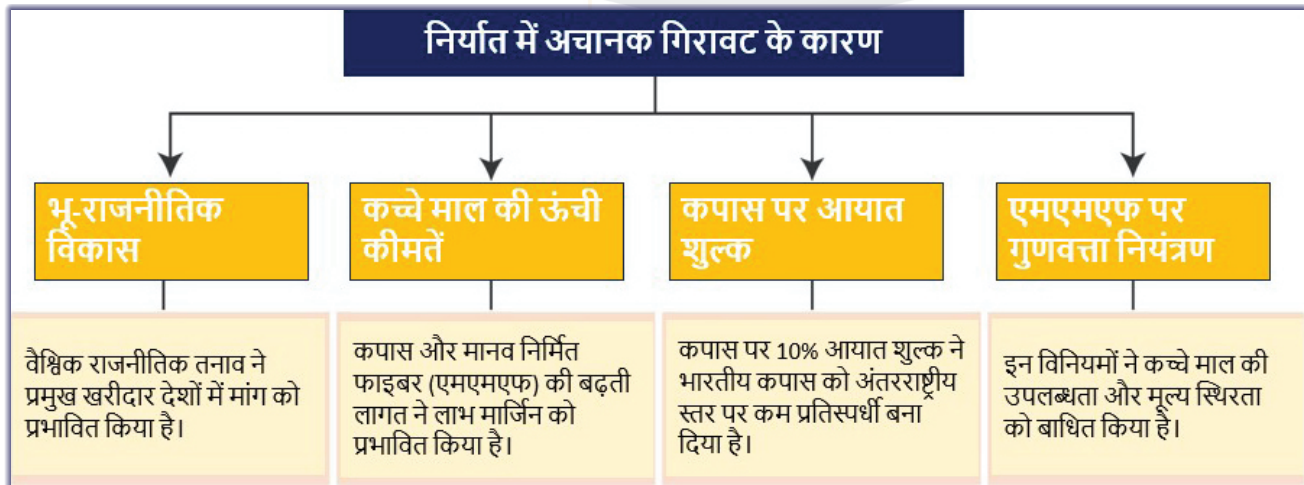 निर्यात में अचानक गिरावट के कारण
भू-राजनीतिक
विकास
वैश्विक राजनीतिक तनाव ने
प्रमुख खरीदार देशों में मांग को
प्रभावित किया है।
कच्चे माल की ऊंची
कीमतें
कपास और मानव निर्मित
फाइबर (एमएमएफ) की बढ़ती
लागत ने लाभ मार्जिन को
प्रभावित किया है।
कपास पर आयात
शुल्क
कपास पर 10% आयात शुल्क ने
भारतीय कपास को अंतरराष्ट्रीय
स्तर पर कम प्रतिस्पर्धी बना
दिया है।
एमएमएफ पर
गुणवत्ता नियंत्रण
इन विनियमों ने कच्चे माल की
उपलब्धता और मूल्य स्थिरता
को बाधित किया है।